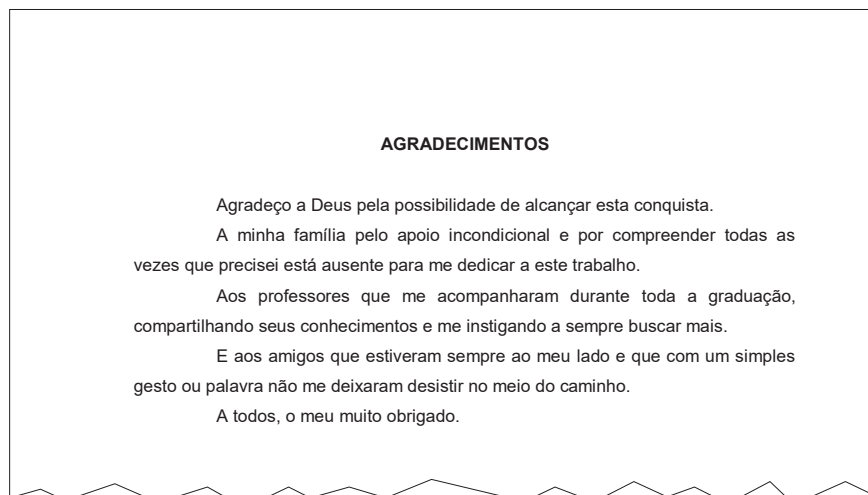 AGRADECIMENTOS
Agradeço a Deus pela possibilidade de alcançar esta conquista.
A minha família pelo apoio incondicional e por compreender todas as
vezes que precisei está ausente para me dedicar a este trabalho.
Aos professores que me acompanharam durante toda a graduação,
compartilhando seus conhecimentos e me instigando a sempre buscar mais.
E aos amigos que estiveram sempre ao meu lado e que com um simples
gesto ou palavra não me deixaram desistir no meio do caminho.
A todos, o meu muito obrigado.